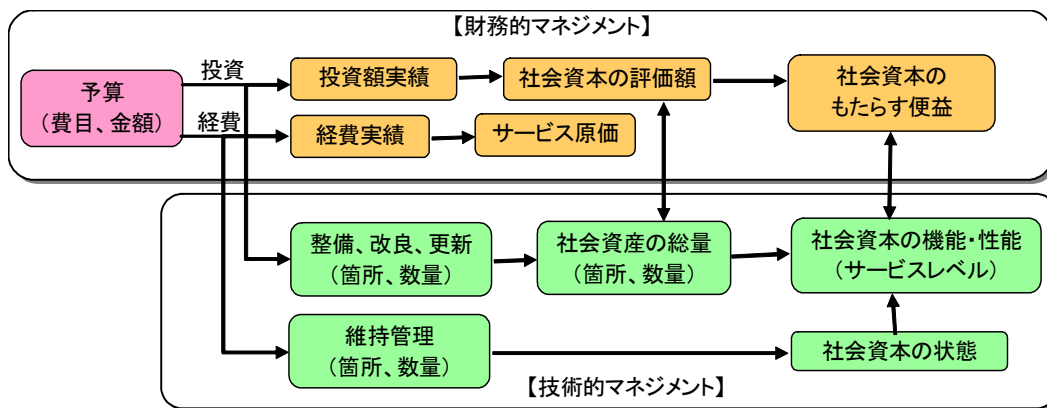 【財務的マネジメント】
予算
（費目、金額）
投資
経費
投資額実績
社会資本の評価額
社会資本の
もたらす便益
経費実績
サービス原価
整備、改良、更新
（箇所、数量）
社会資産の総量
（箇所、数量）
社会資本の機能・性能
（サービスレベル）
維持管理
（箇所、数量）
社会資本の状態
【技術的マネジメント】